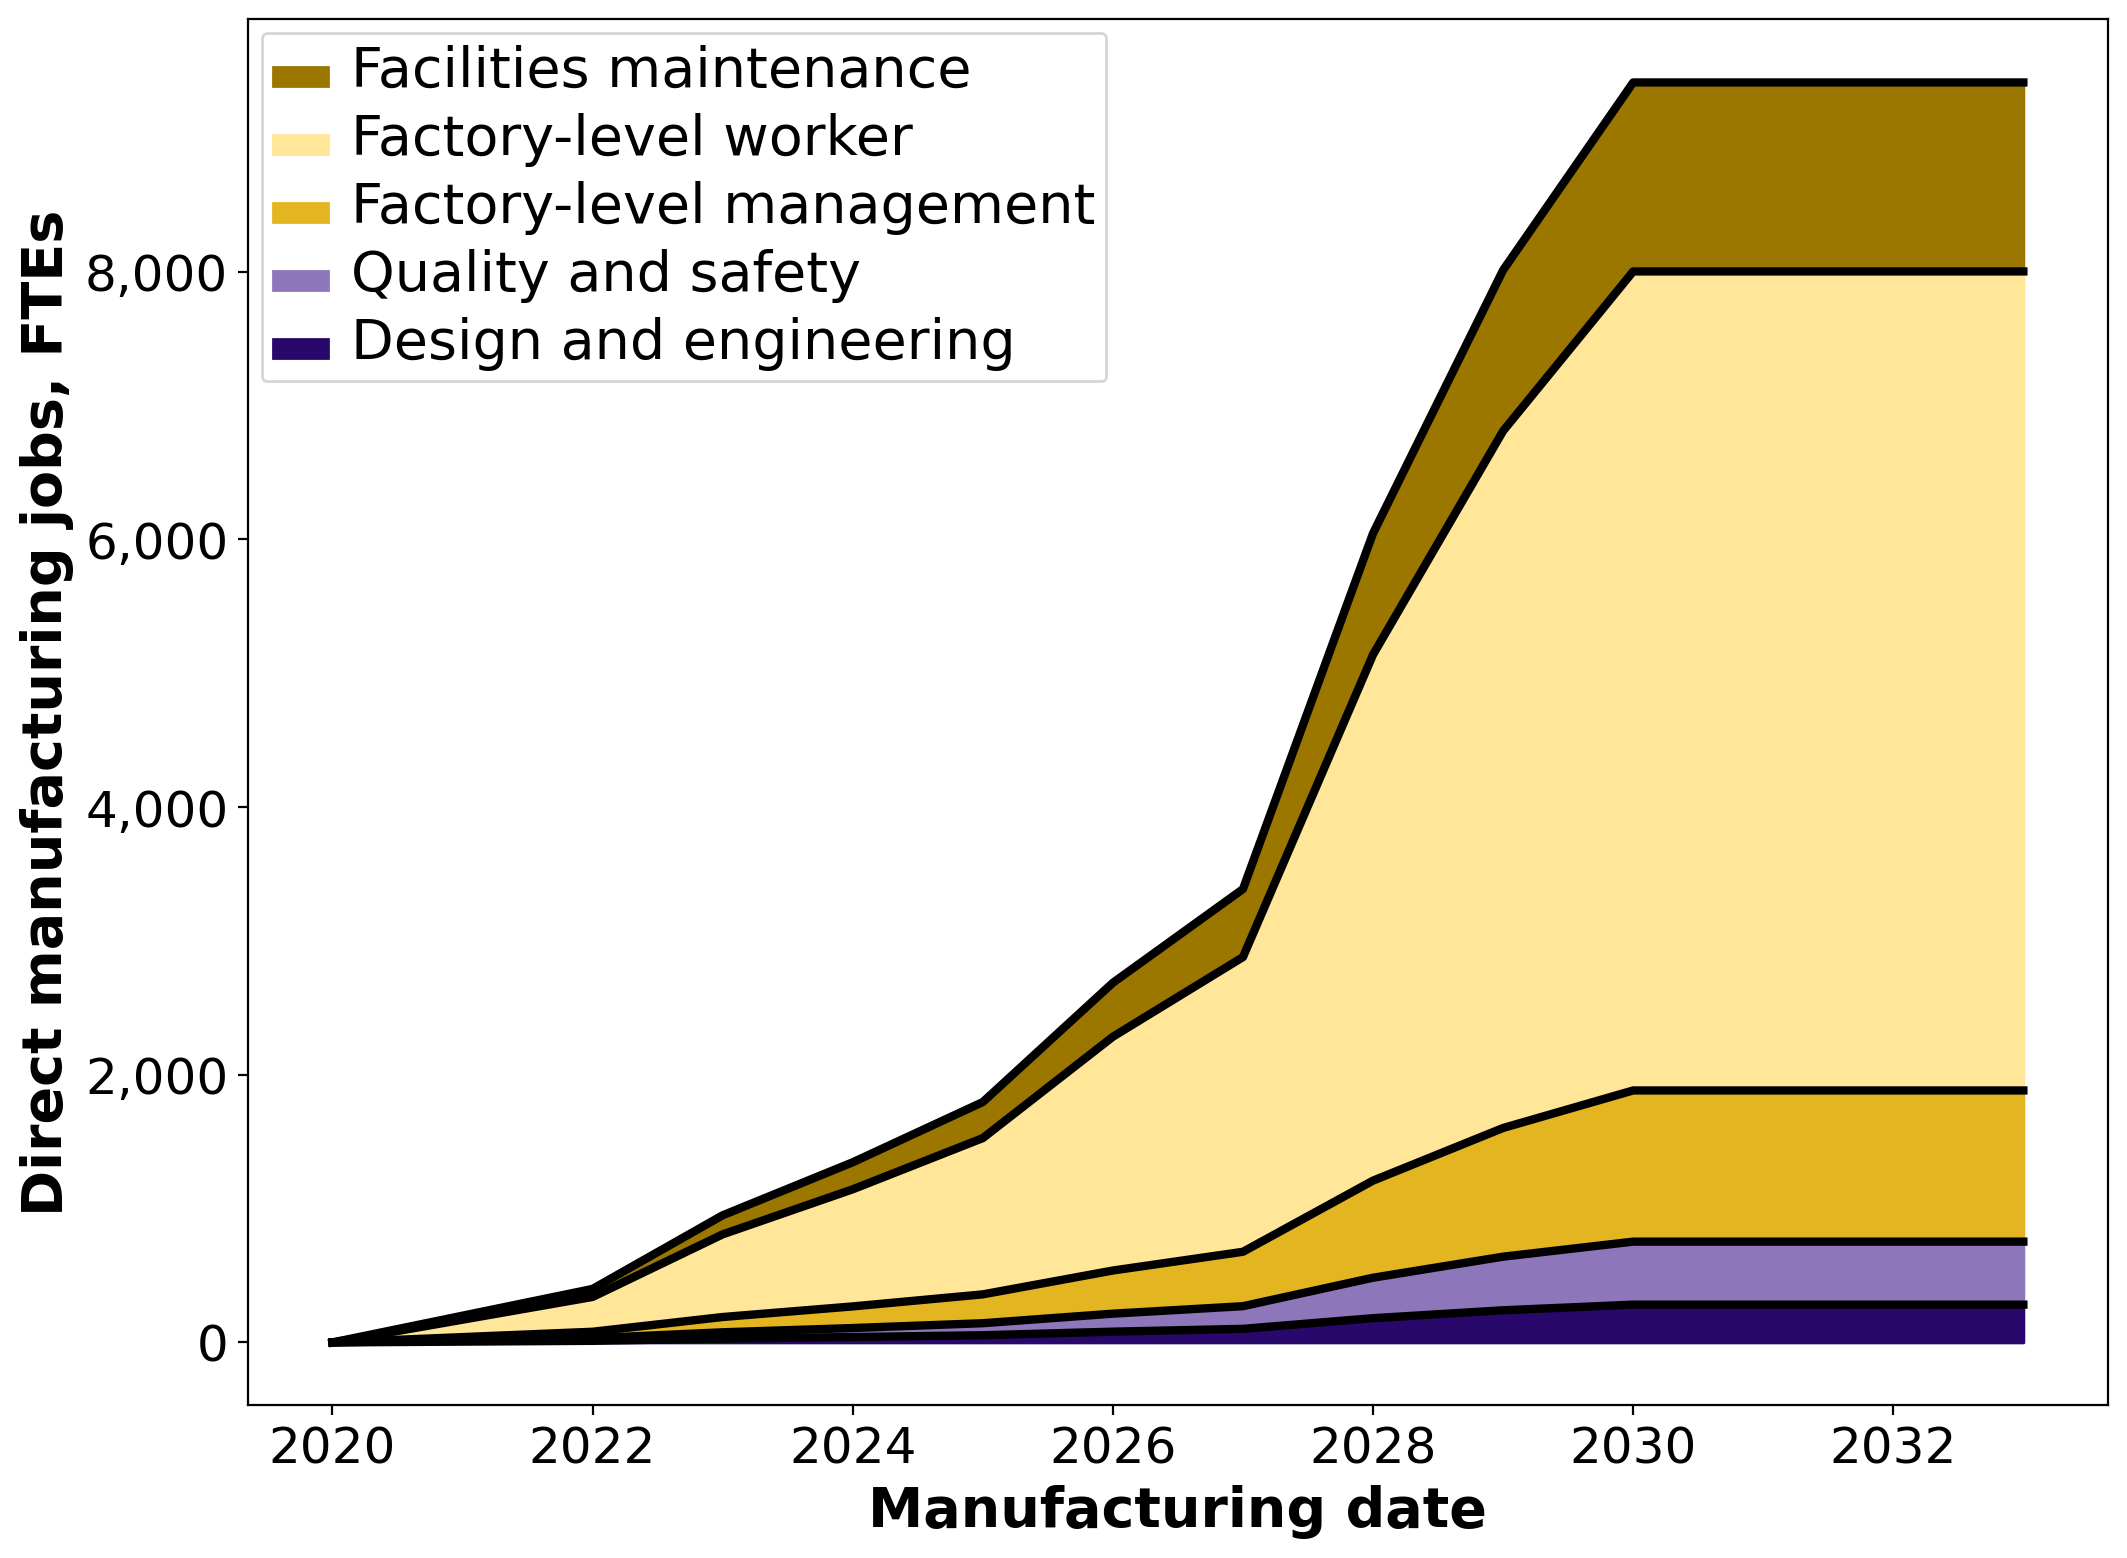 Facilities maintenance
Factory-level worker
Factory-level management
Quality and safety
Design and engineering
Direct manufacturing jobs, FTEs
8,000
6,000
4,000
2,000
0
2020 2022 2024 2026 2028 2030 2032
Manufacturing date